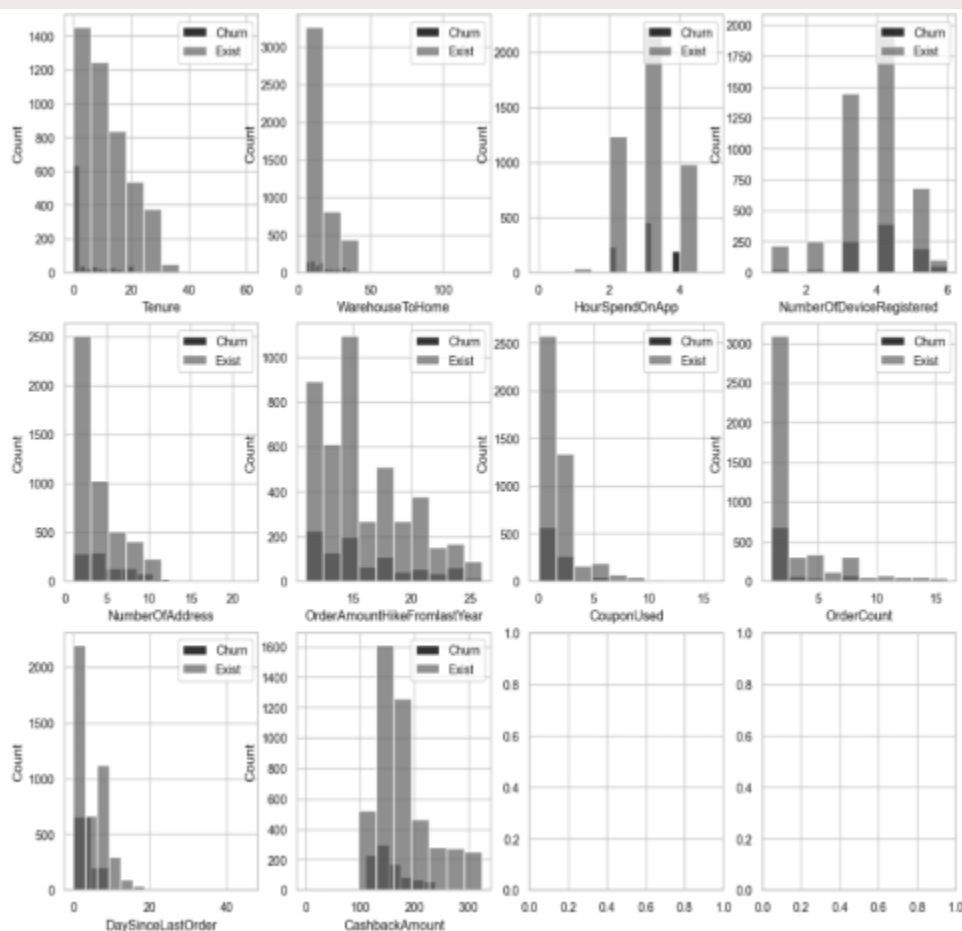 1400
1200
1000
800
600
400
200
0
Count
Churn
Exist
0 20 40 60
Tenure
3000
2500
2000
1500
1000
500
0
Churn
Exist
0 50 100
WarehouseToHome
2000
1500
1000
500
0
Count
Churn
Exist
0 2 4
HourSpendOnApp
2000
1750
1500
1250
1000
750
500
250
0
Count
Churn
Exist
2 4 6
NumberOfDeviceRegistered
2500
2000
1500
1000
500
0
Count
Churn
Exist
0 5 10 15 20
NumberOfAddress
1000
800
600
400
200
0
Count
Churn
Exist
15 20 25
OrderAmountHikeFromlastYear
2500
2000
1500
1000
500
0
Count
Churn
Exist
0 5 10 15
CouponUsed
3000
2500
2000
1500
1000
500
0
Count
Churn
Exist
5 10 15
OrderCount
2000
1500
1000
500
0
Count
Churn
Exist
0 20 40
DaySinceLastOrder
1600
1400
1200
1000
800
600
400
200
0
Count
Churn
Exist
0 100 200 300
CashbackAmount
1.0
0.8
0.6
0.4
0.2
0.0
0.0 0.2 0.4 0.6 0.8 1.0
1.0
0.8
0.6
0.4
0.2
0.0
0.0 0.2 0.4 0.6 0.8 1.0